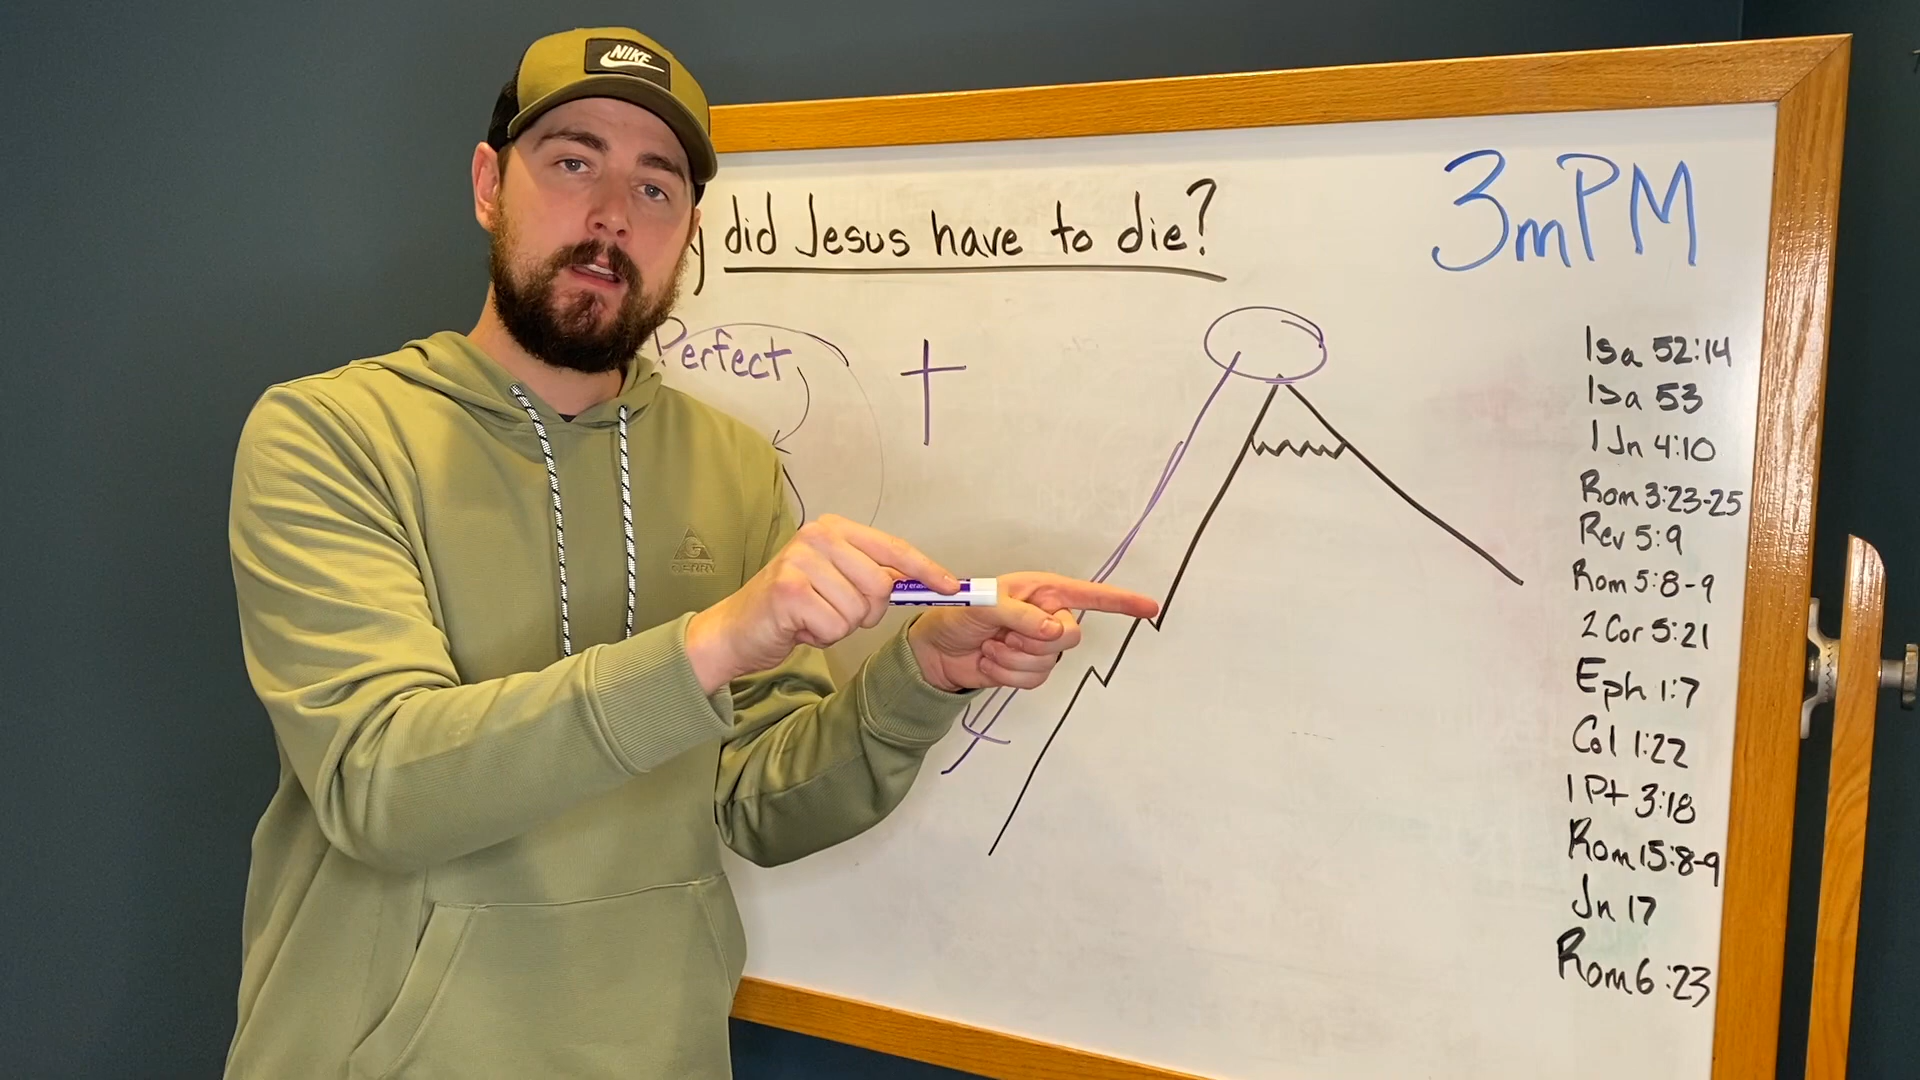 NIKE
did Jesus have to die?
3mPM
Perfect
Isa 52:14
Isa 53
1 Jn 4:10
Rom 3:23-25
Rev 5:9
Rom 5:8-9
2 Cor 5:21
Eph 1:7
Col 1:22
1 Pt 3:18
Rom 15:8-9
Jn 17
Rom 6:23
dry eras